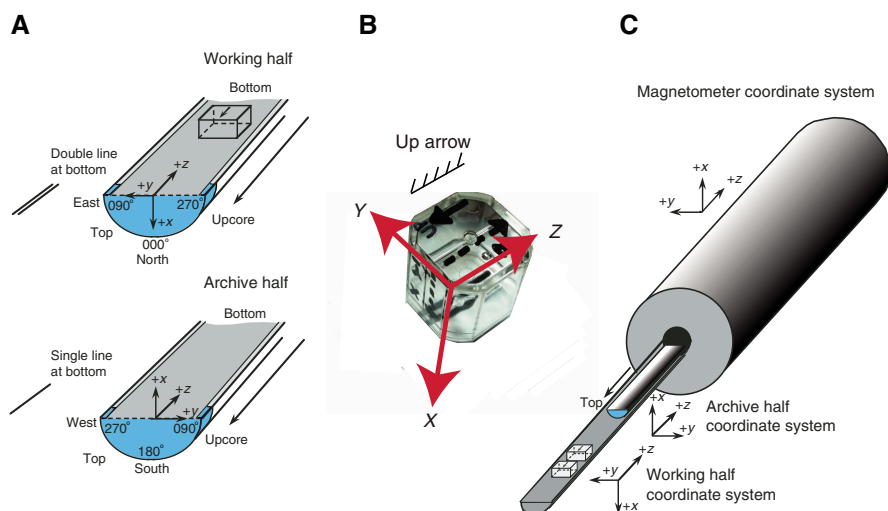 A
Working half
Bottom
Double line
at bottom
+z
+y
090°
270°
East
+x
Top
000°
North
Upcore
Archive half
Bottom
Single line
at bottom
+x
+z
+y
West
270°
090°
Upcore
Top
180°
South
B
Up arrow
Y
Z
X
C
Magnetometer coordinate system
+x
+z
+y
Top
+x
+z
+y
Archive half
coordinate system
+z
+y
+x
Working half
coordinate system